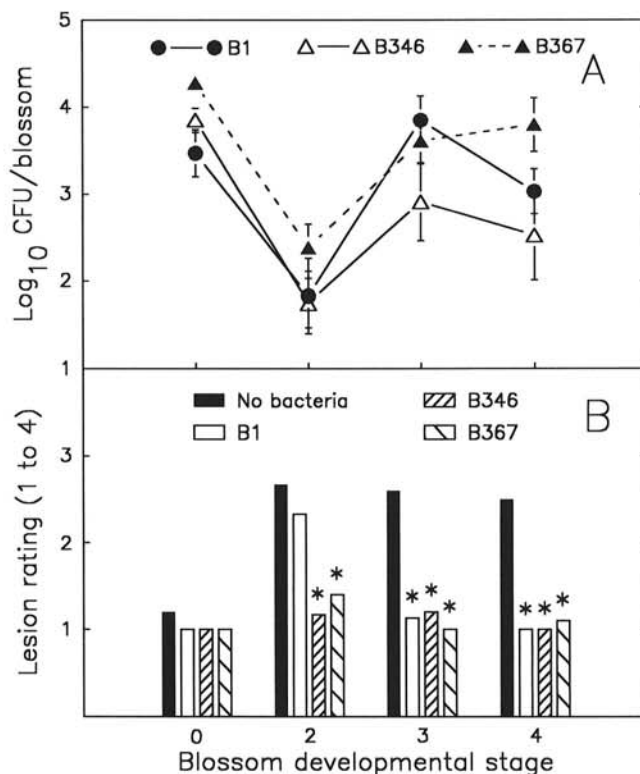 5
4
3
2
1
Log10 CFU/blossom
B1 B346 B367
A
3
2
1
Lesion rating (1 to 4)
No bacteria B346
B1 B367
B
* * * * * * * *
0 2 3 4
Blossom developmental stage